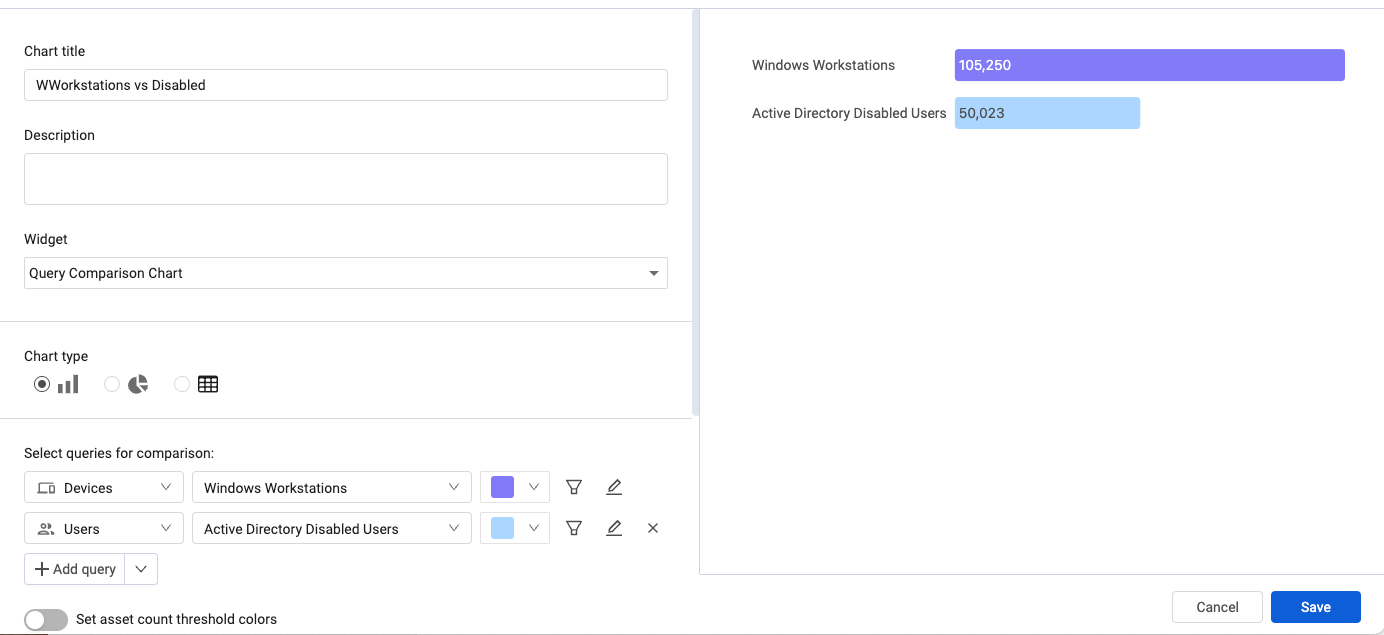 Chart title
WWorkstations vs Disabled
Description
Widget
Query Comparison Chart
Chart type
Select queries for comparison:
Devices
Windows Workstations
Users
Active Directory Disabled Users
Add query
Set asset count threshold colors
Windows Workstations 105,250
Active Directory Disabled Users 50,023
Cancel
Save